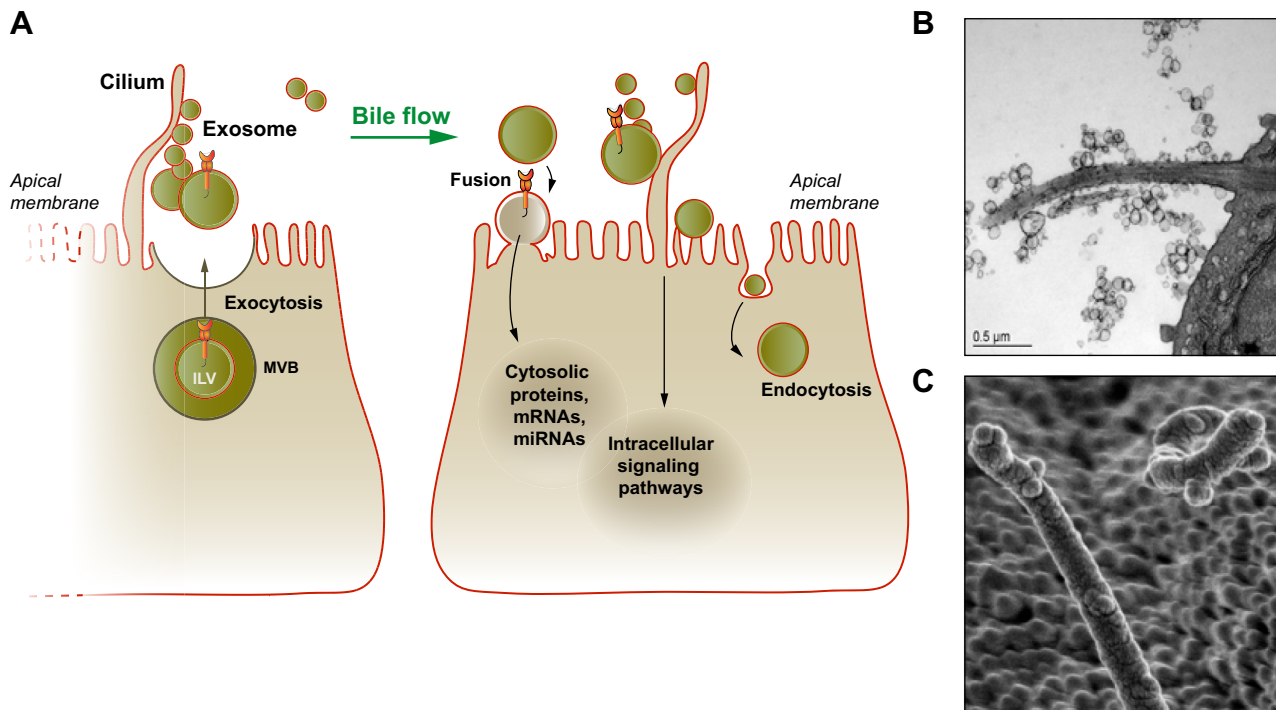 A
Cilium
Exosome
Bile flow
Apical
membrane
Fusion
Apical
membrane
Exocytosis
MVB
ILV
Cytosolic
proteins,
mRNAs,
miRNAs
Intracellular
signaling
pathways
Endocytosis
B
0.5 μm
C